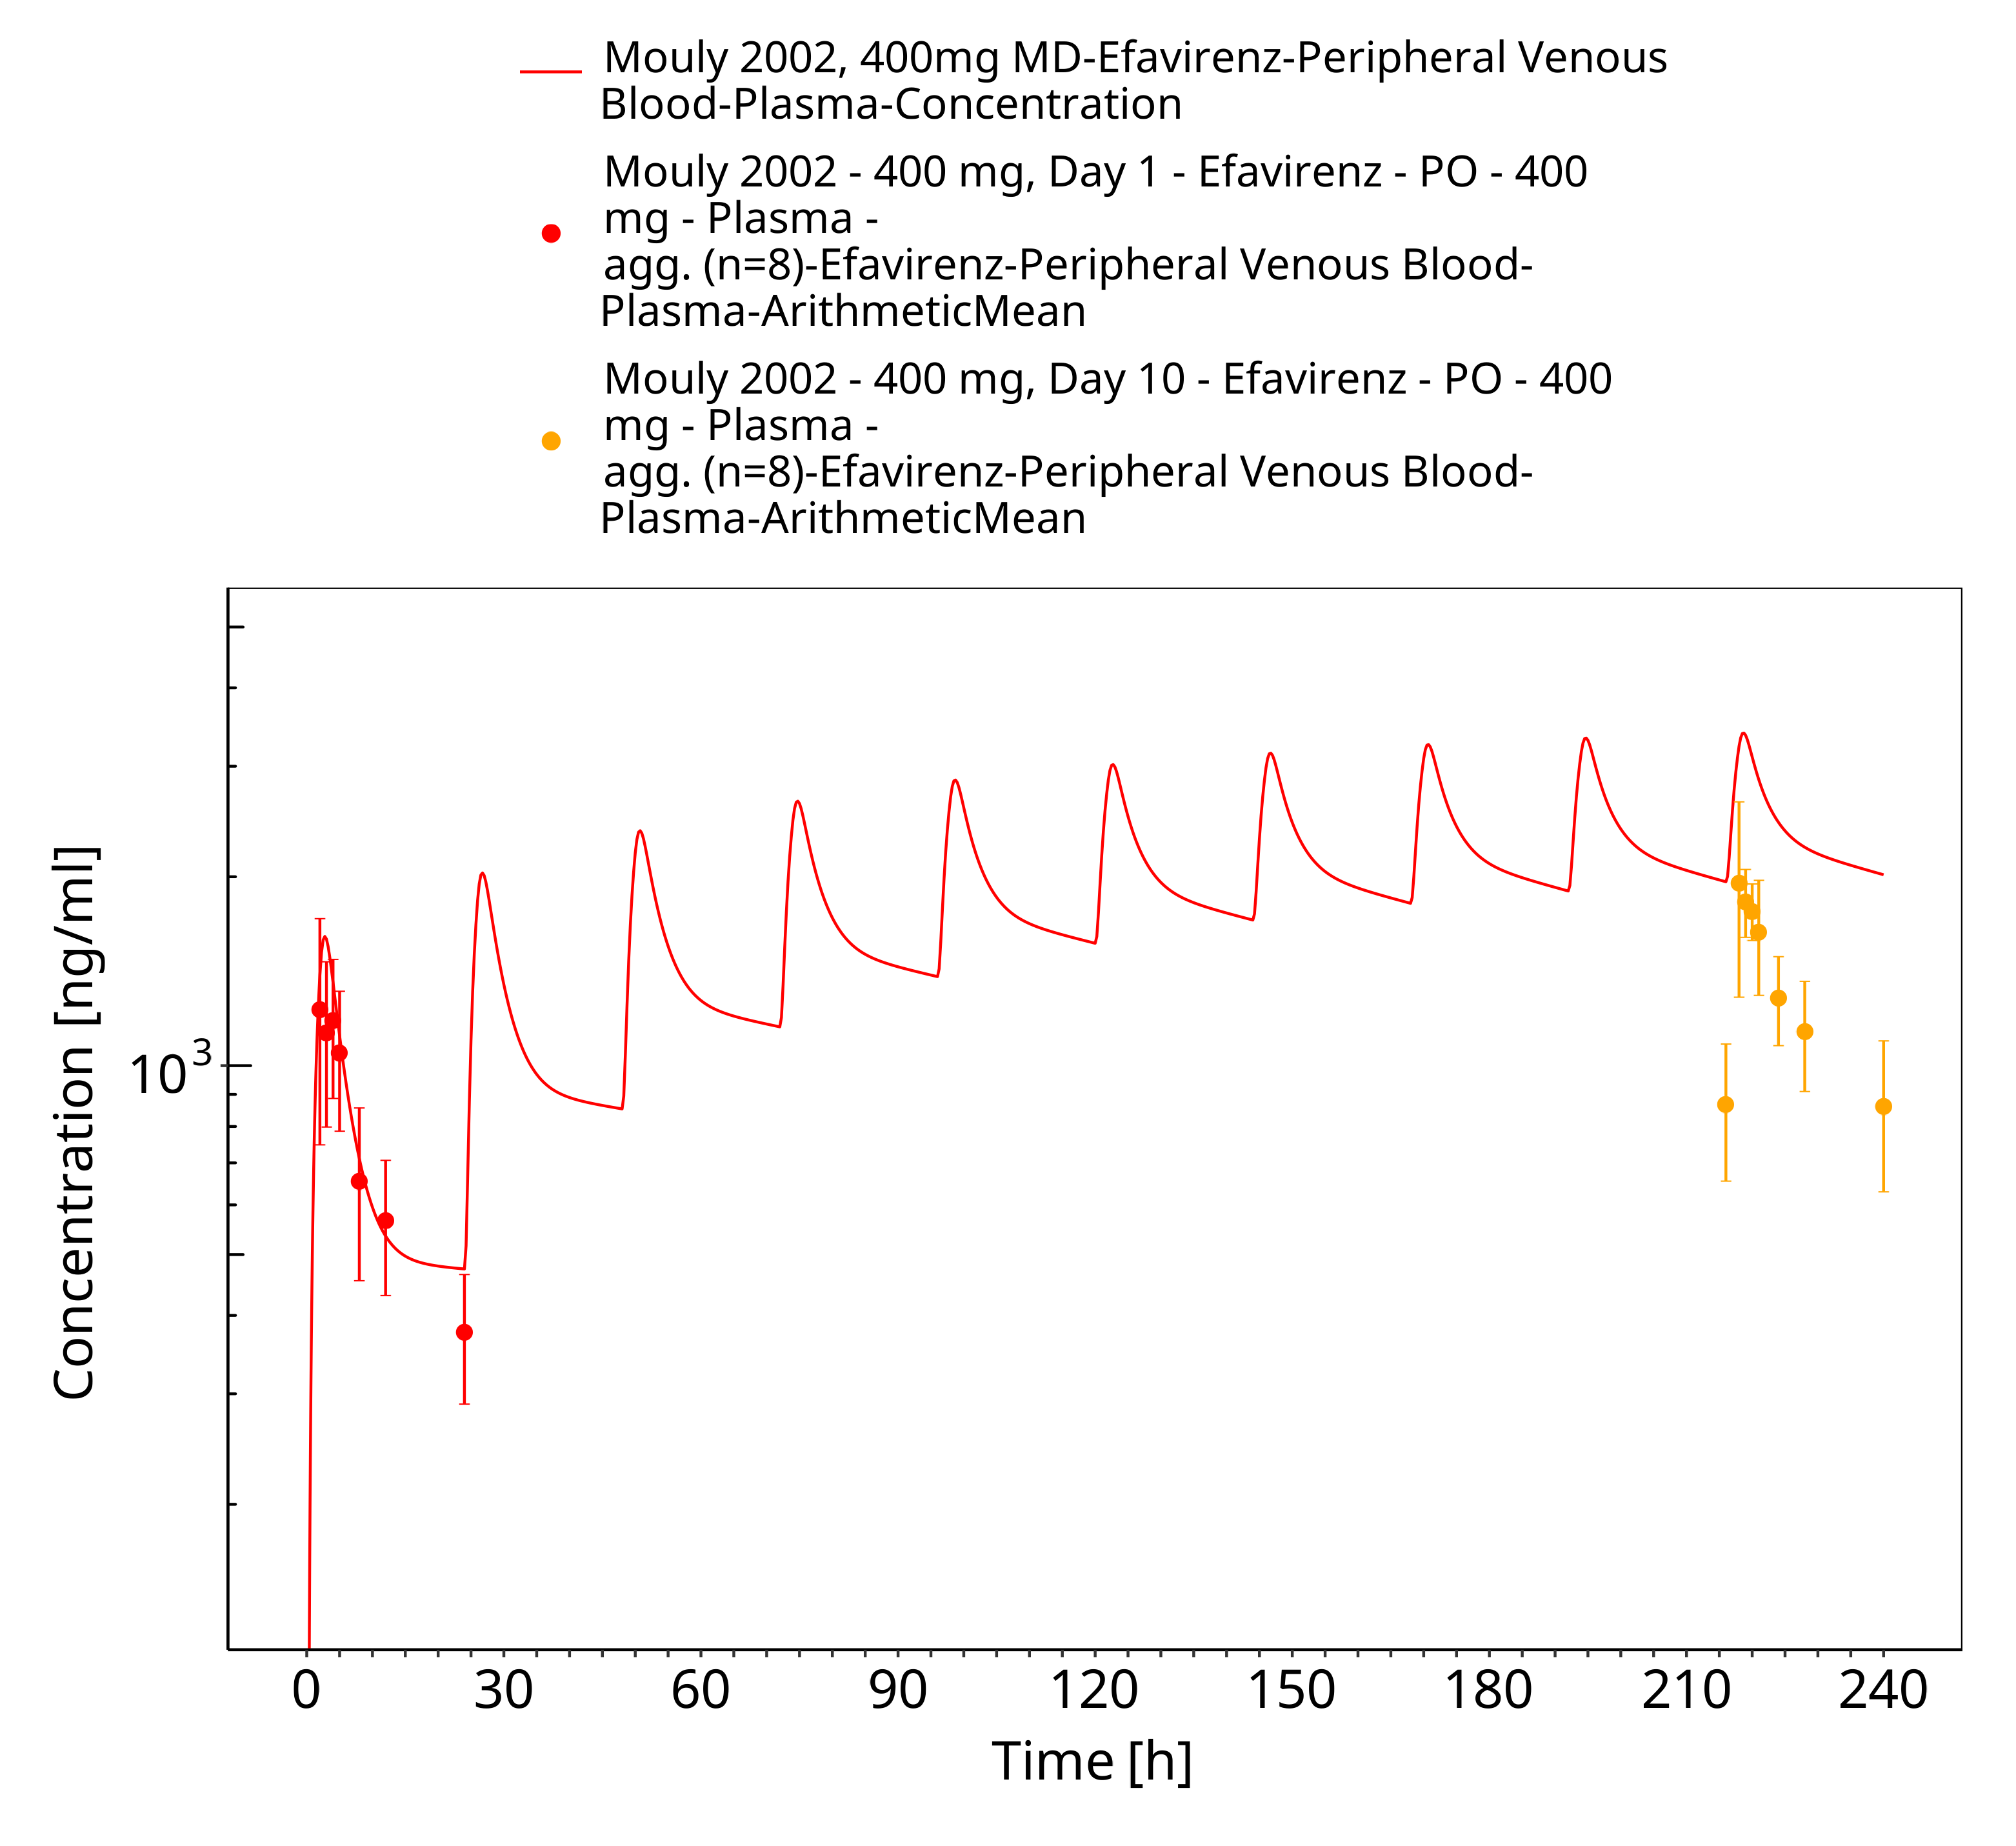 Mouly 2002, 400mg MD-Efavirenz-Peripheral Venous
Blood-Plasma-Concentration
Mouly 2002 - 400 mg, Day 1 - Efavirenz - PO - 400
mg - Plasma -
agg. (n=8)-Efavirenz-Peripheral Venous Blood-
Plasma-ArithmeticMean
Mouly 2002 - 400 mg, Day 10 - Efavirenz - PO - 400
mg - Plasma -
agg. (n=8)-Efavirenz-Peripheral Venous Blood-
Plasma-ArithmeticMean
Concentration [ng/ml]
10³
0 30 60 90 120 150 180 210 240
Time [h]